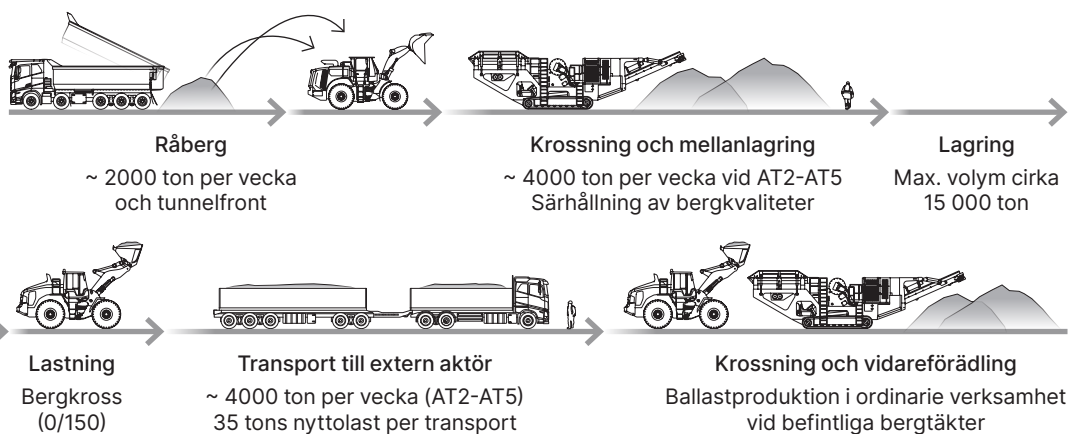 Råberg
~ 2000 ton per vecka
och tunnelfront
Krossning och mellanlagring
~ 4000 ton per vecka vid AT2-AT5
Särhållning av bergkvaliteter
Lagring
Max. volym cirka
15 000 ton
Lastning
Bergkross
(0/150)
Transport till extern aktör
~ 4000 ton per vecka (AT2-AT5)
35 tons nyttolast per transport
Krossning och vidareförädling
Ballastproduktion i ordinarie verksamhet
vid befintliga bergtäkter